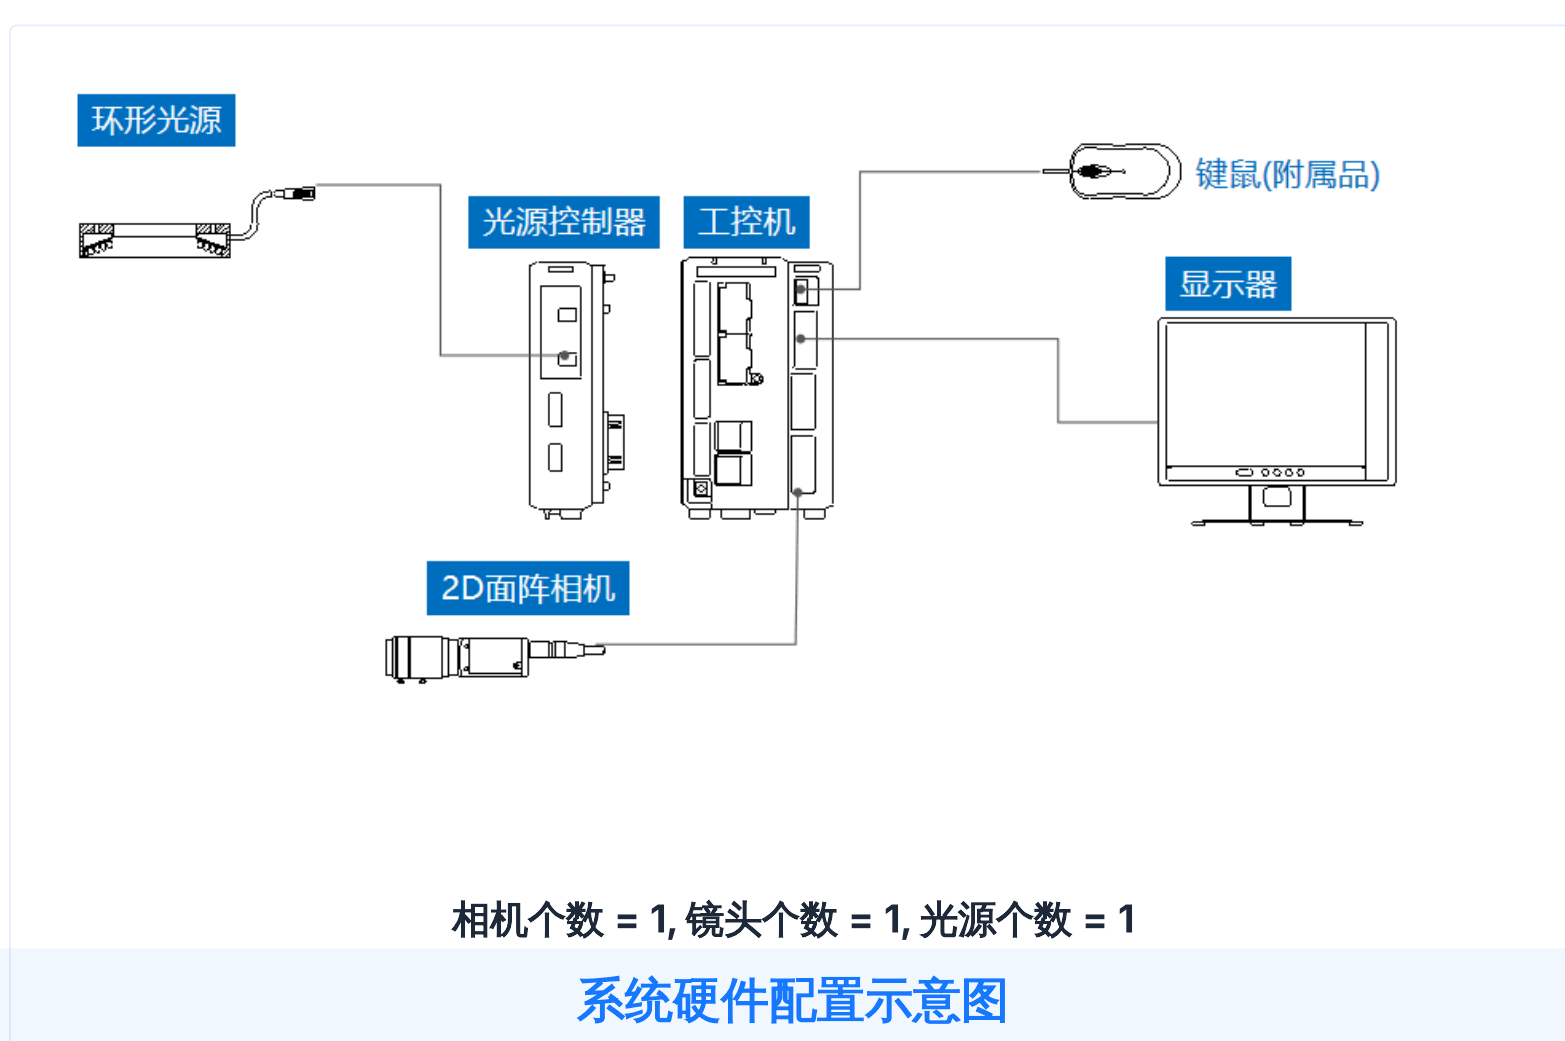 环形光源
键鼠(附属品)
光源控制器
工控机
显示器
2D面阵相机
相机个数 = 1, 镜头个数 = 1, 光源个数 = 1
系统硬件配置示意图